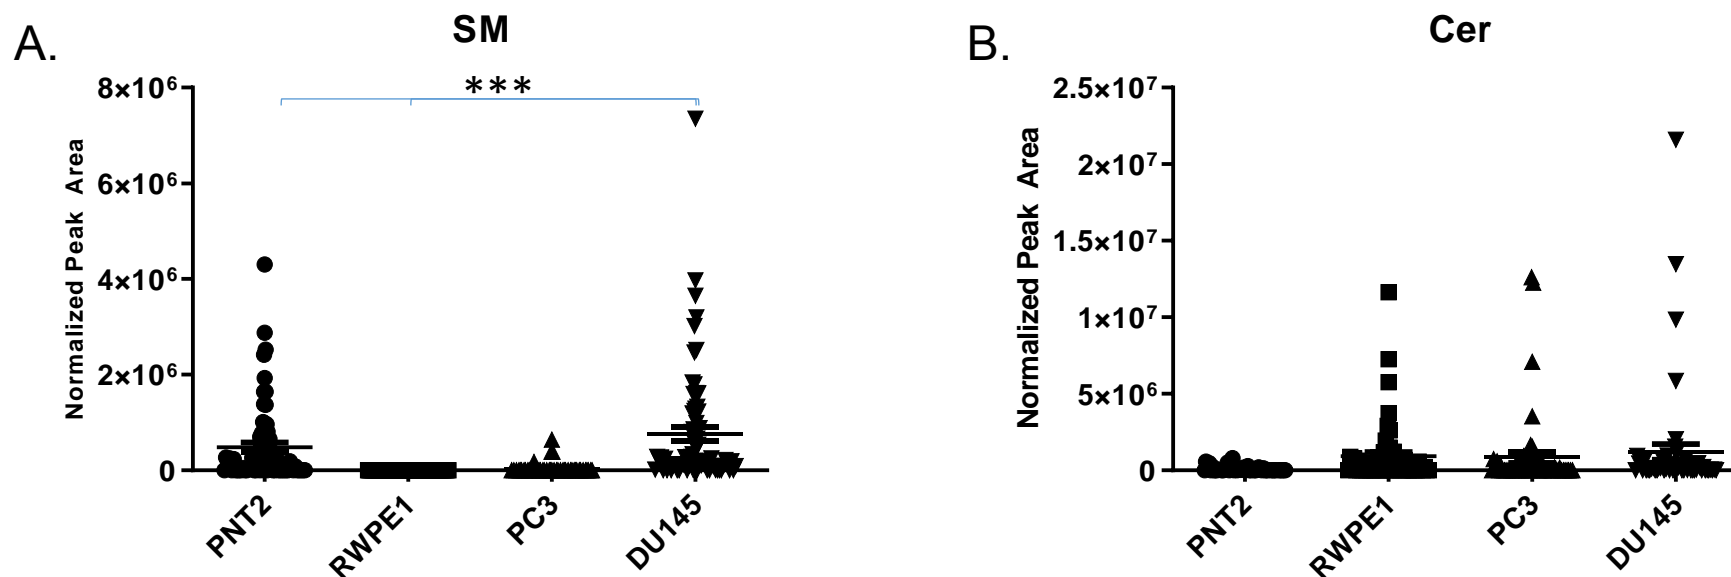 A.
SM
***
Normalized Peak Area
8×10⁶
6×10⁶
4×10⁶
2×10⁶
0
PNT2
RWPE1
PC3
DU145
B.
Cer
Normalized Peak Area
2.5×10⁷
2×10⁷
1.5×10⁷
1×10⁷
5×10⁶
0
PNT2
RWPE1
PC3
DU145